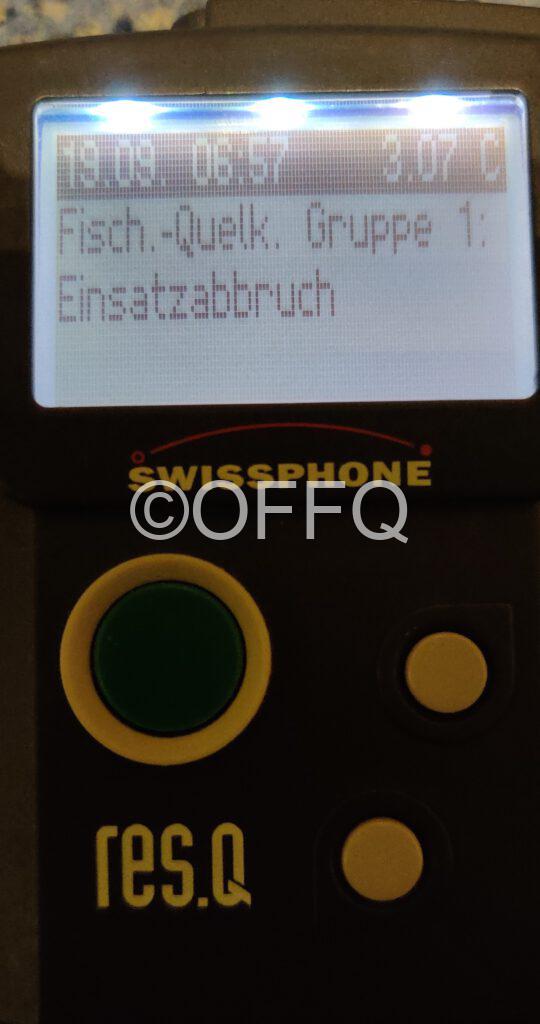 19.09. 06:57 3.07 C
Fisch.-Quelk. Gruppe 1:
Einsatzabbruch
SWISSPHONE
©OFFQ
res.Q